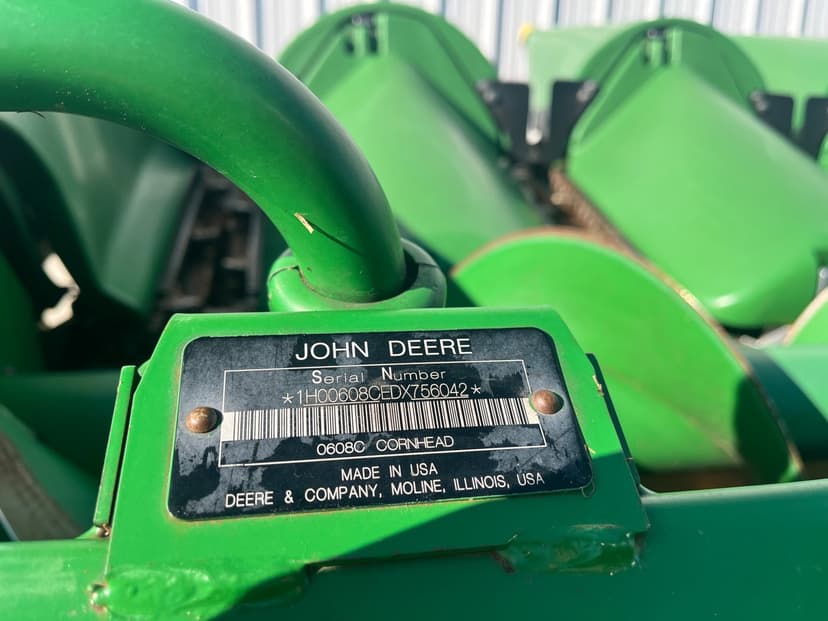 JOHN DEERE
Serial Number
*1H00608CEDX756042*
0608C CORNHEAD
MADE IN USA
DEERE & COMPANY, MOLINE, ILLINOIS, USA